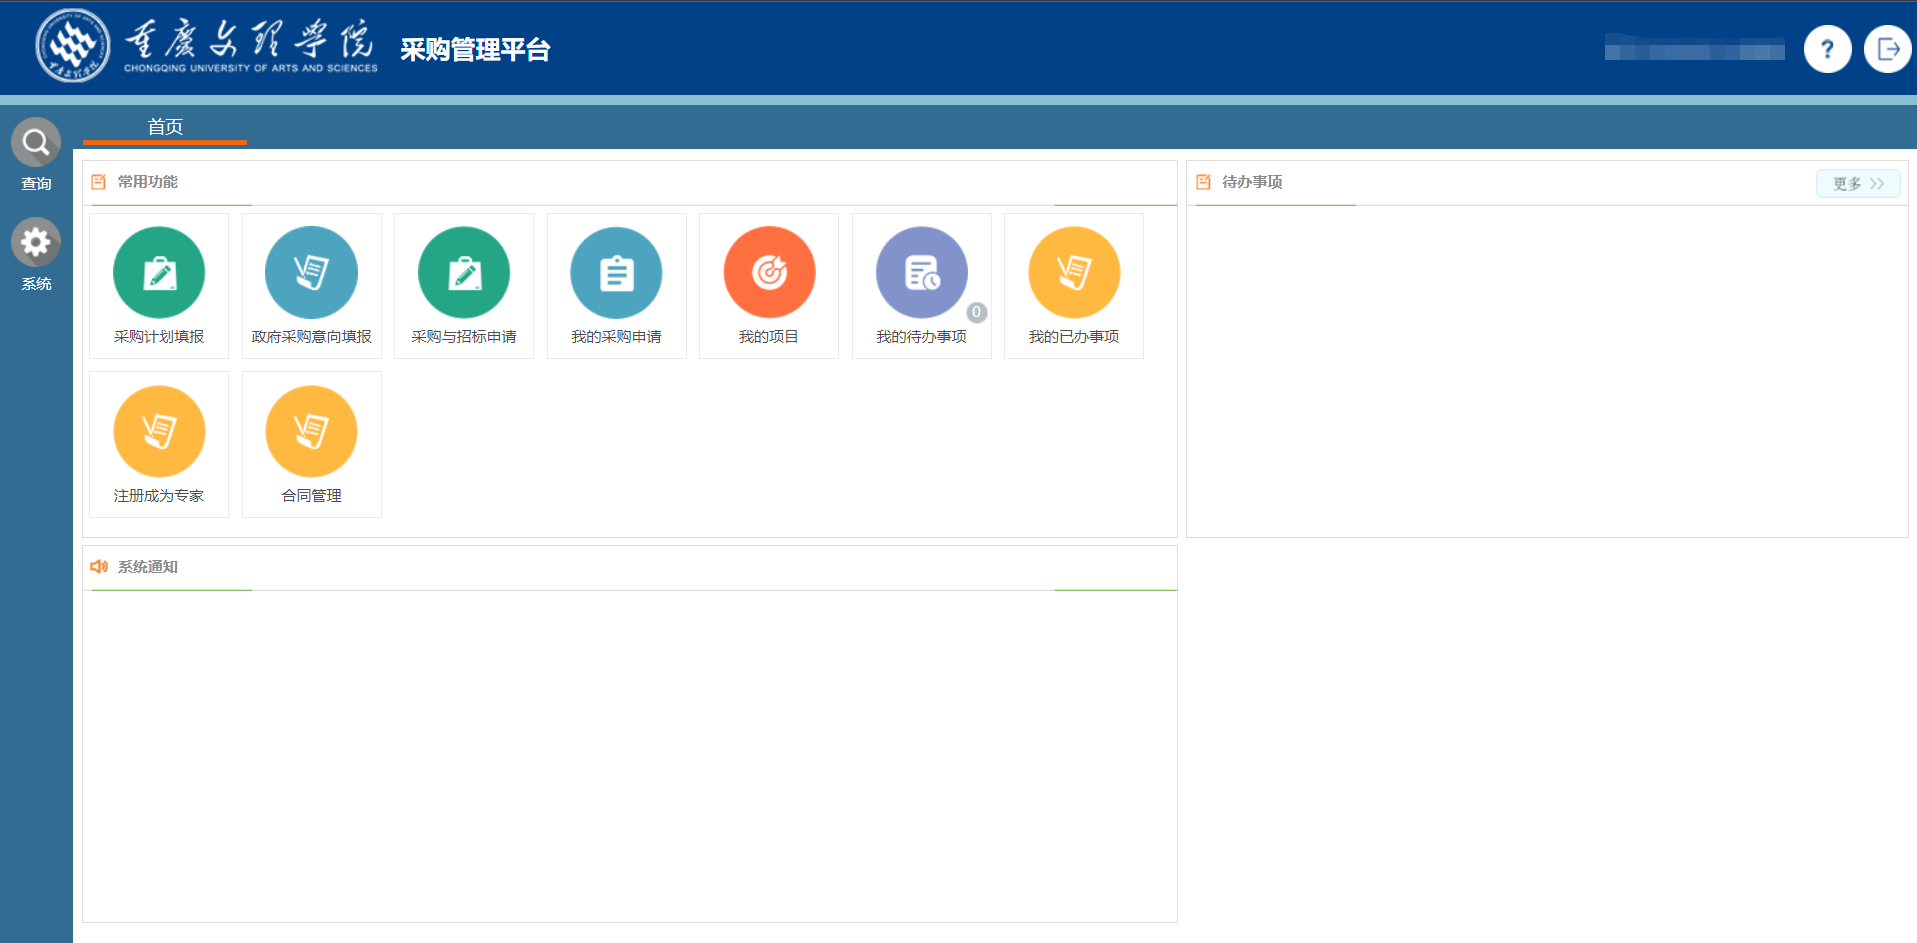 重庆文理学院
CHONGQING UNIVERSITY OF ARTS AND SCIENCES
采购管理平台
?
查询
系统
首页
常用功能
采购计划填报
政府采购意向填报
采购与招标申请
我的采购申请
我的项目
我的待办事项
0
我的已办事项
注册成为专家
合同管理
待办事项
更多 >>
系统通知